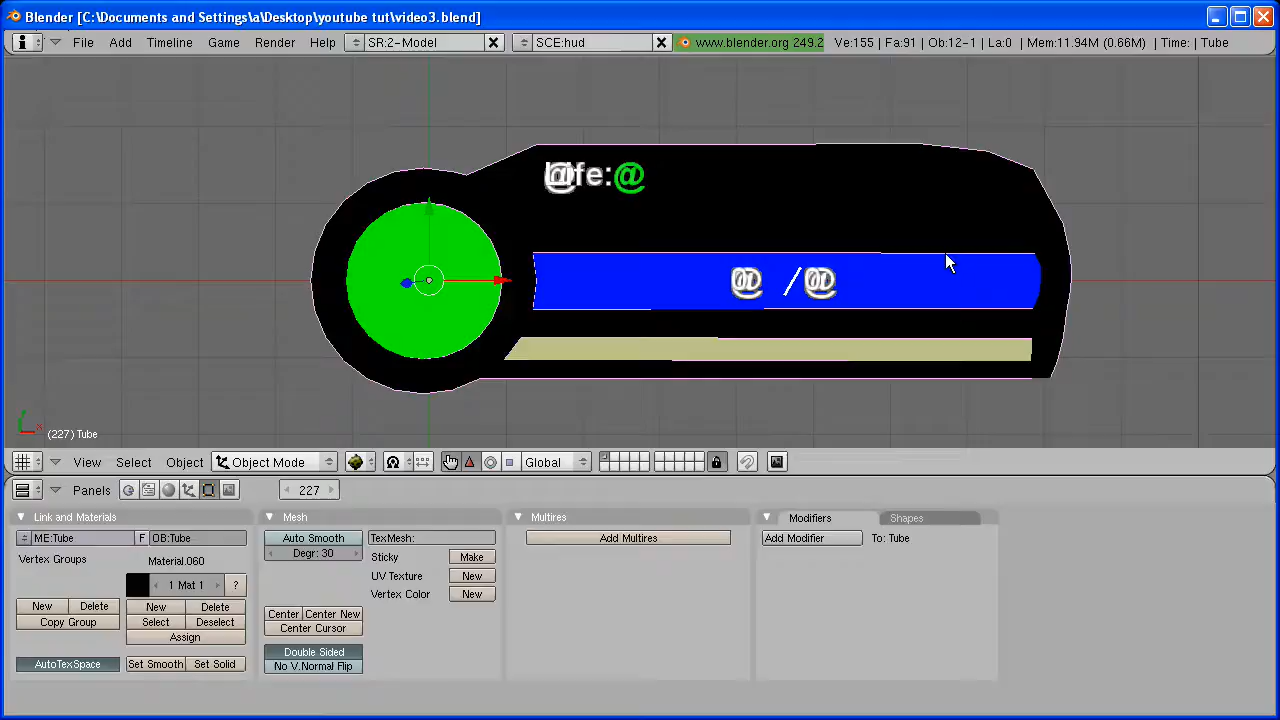 Blender [C:\Documents and Settings\a\Desktop\youtube tut\video3.blend]
File Add Timeline Game Render Help SR:2-Model SCE:hud www.blender.org 249.2 Ve:155 | Fa:91 | Ob:12-1 | La:0 | Mem:11.94M (0.66M) | Time: | Tube
Life:@
@ /@
(227) Tube
View Select Object Object Mode Global
Panels 227
Link and Materials Mesh Multires Modifiers Shapes
ME:Tube F OB:Tube Auto Smooth TexMesh: Add Multires Add Modifier To: Tube
Degr: 30
Vertex Groups Material.060 Sticky Make
UV Texture New
1 Mat 1 ? Vertex Color New
New Delete New Delete Center Center New
Copy Group Select Deselect Center Cursor
Assign
Double Sided
AutoTexSpace Set Smooth Set Solid No V.Normal Flip